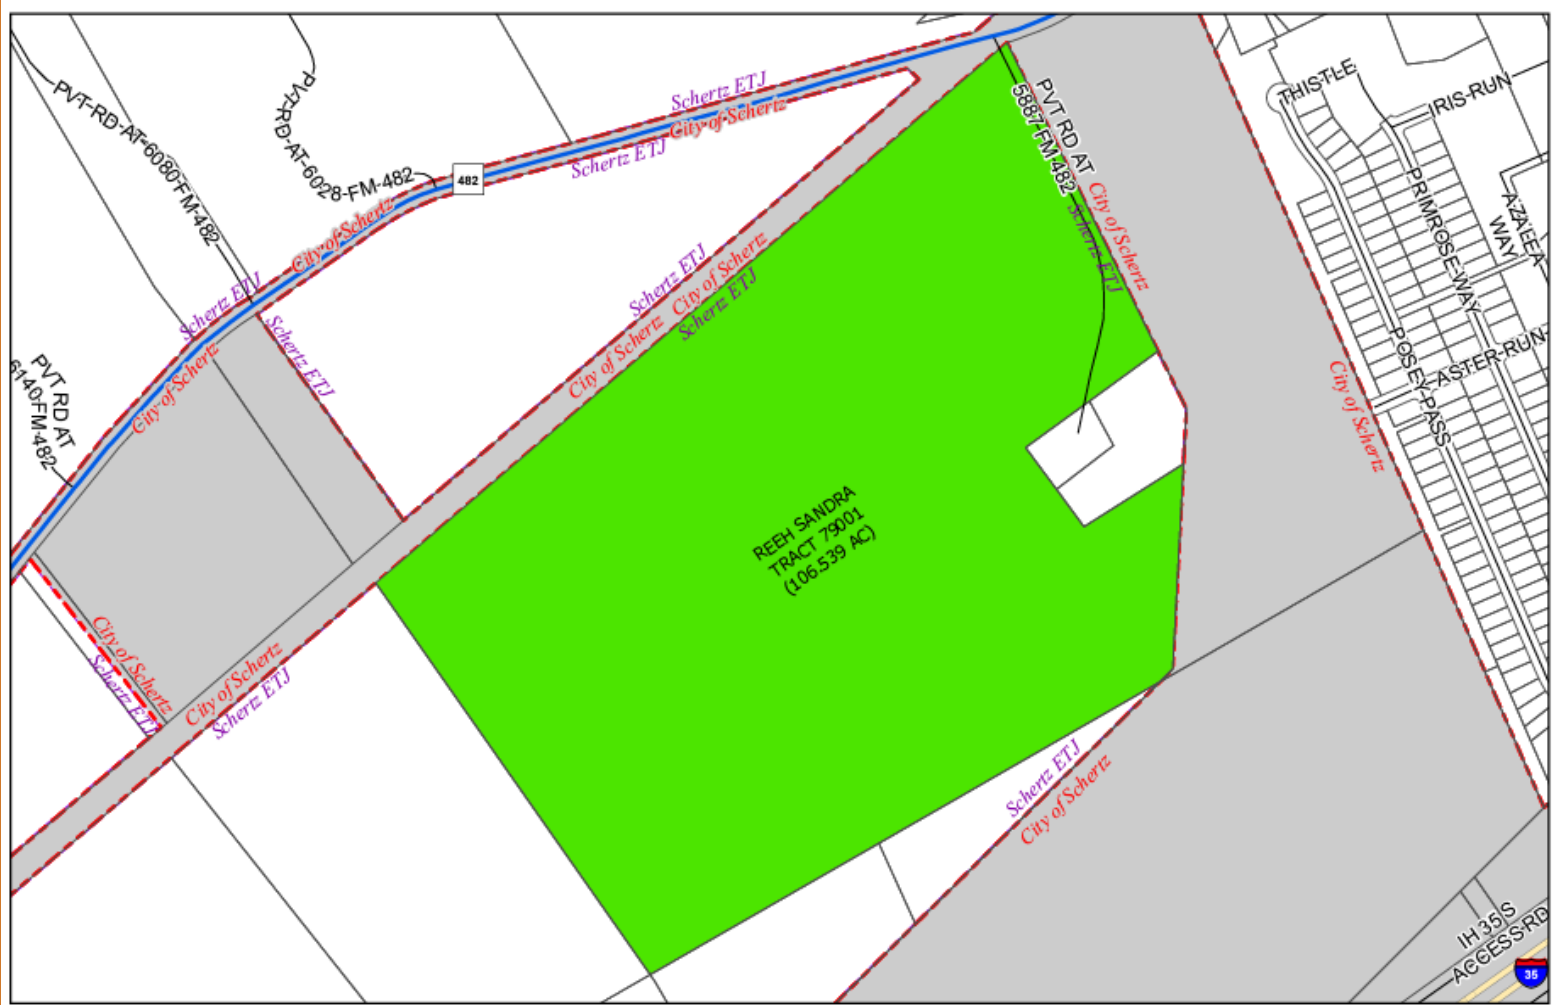 PVT-RD-AT-6080-FM-482
PVT-RD-AT-6028-FM-482
482
Schertz ETJ
City of Schertz
Schertz ETJ
City of Schertz
Schertz ETJ
City of Schertz
Schertz ETJ
PVT RD AT
6140-FM-482
Schertz ETJ
City of Schertz
City of Schertz
Schertz ETJ
City of Schertz
Schertz ETJ
City of Schertz
Schertz ETJ
PVT RD AT
5887-FM-482
City of Schertz
Schertz ETJ
THISTLE
IRIS-RUN
PRIMROSE-WAY
AZALEA
WAY
POSEY-PASS
ASTER-RUN
City of Schertz
REEH SANDRA
TRACT 79001
(106.539 AC)
Schertz ETJ
City of Schertz
IH 35 S
ACCESS-RD
35